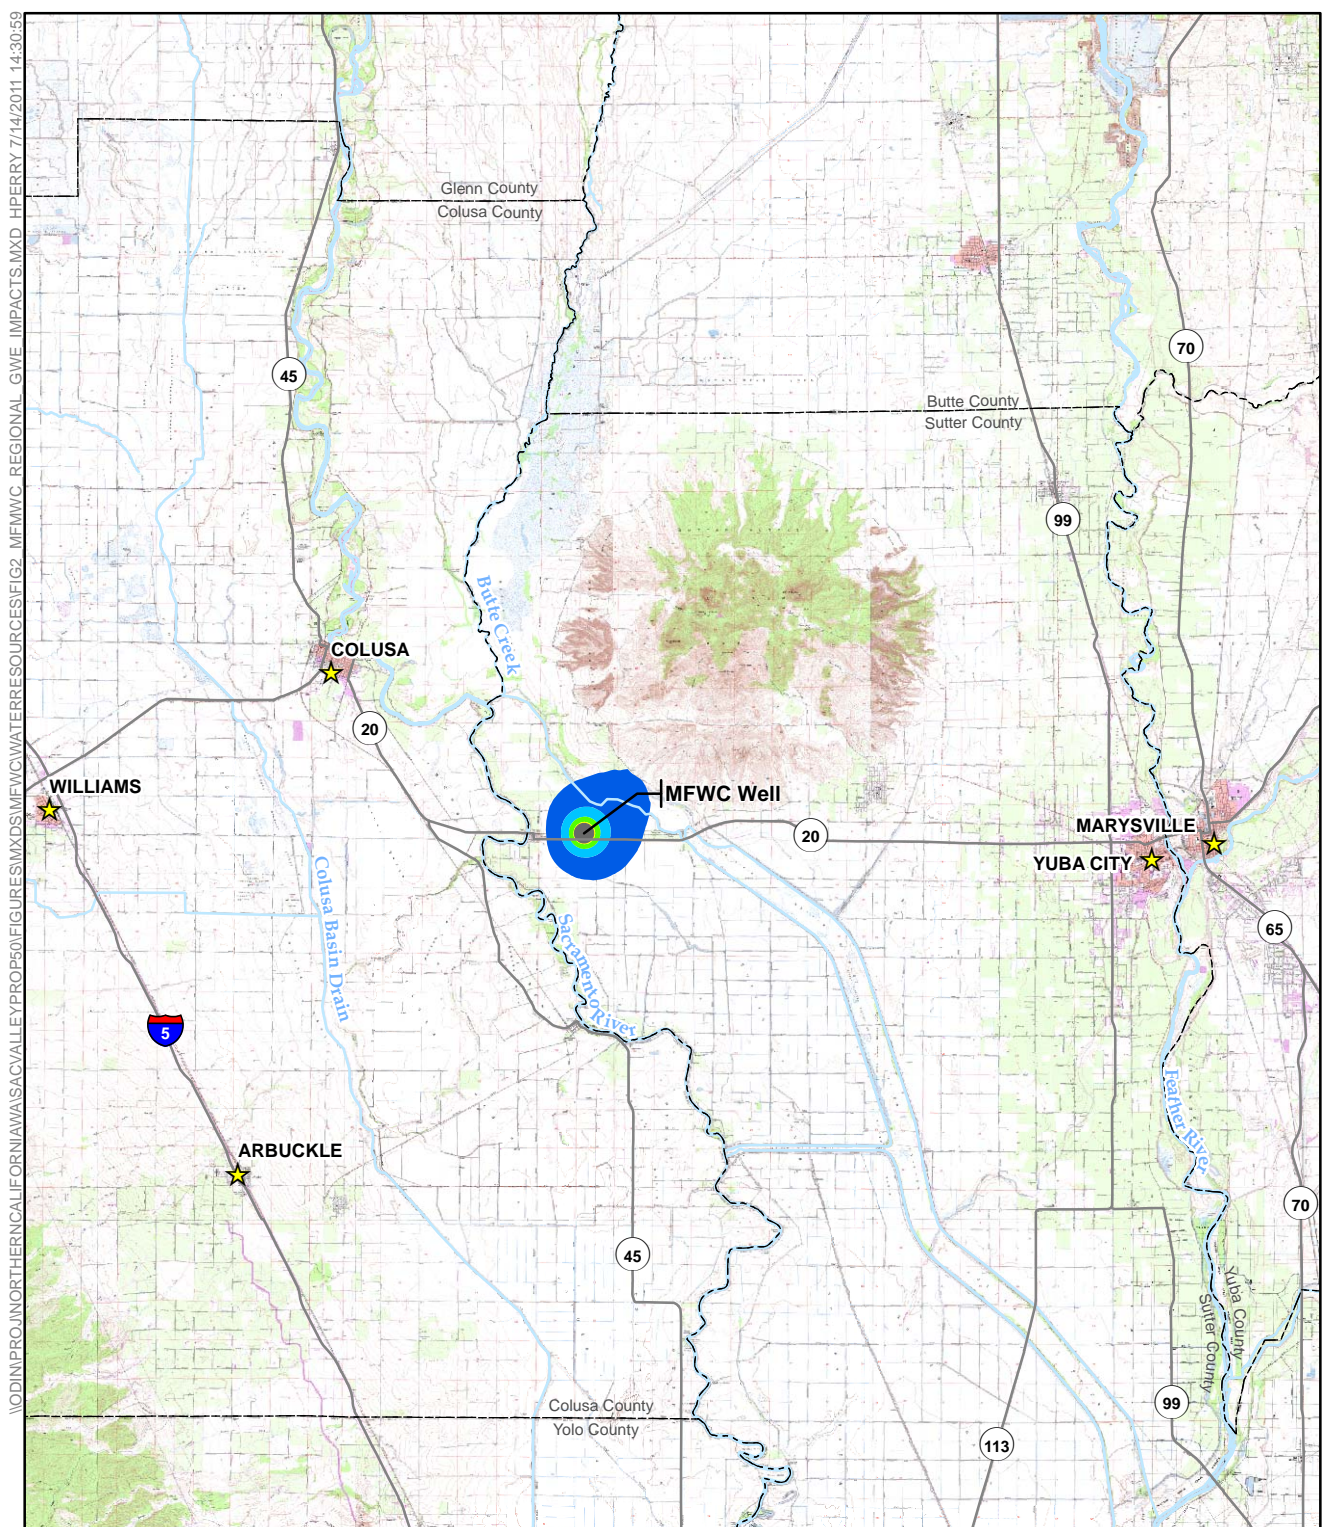 \\ODIN\PROJ\NORTHERNCALIFORNIAWA\SACVALLEYPROP50\FIGURES\MXDS\MFWC\WATERRESOURCES\FIG2_MFMWC_REGIONAL_GWE_IMPACTS.MXD HPERRY 7/14/2011 14:30:59
Glenn County
Colusa County
45
70
Butte County
Sutter County
99
Butte Creek
COLUSA
20
WILLIAMS
MFWC Well
20
MARYSVILLE
YUBA CITY
Colusa Basin Drain
Sacramento River
65
5
Feather River
ARBUCKLE
70
45
Yuba County
Sutter County
Colusa County
Yolo County
99
113